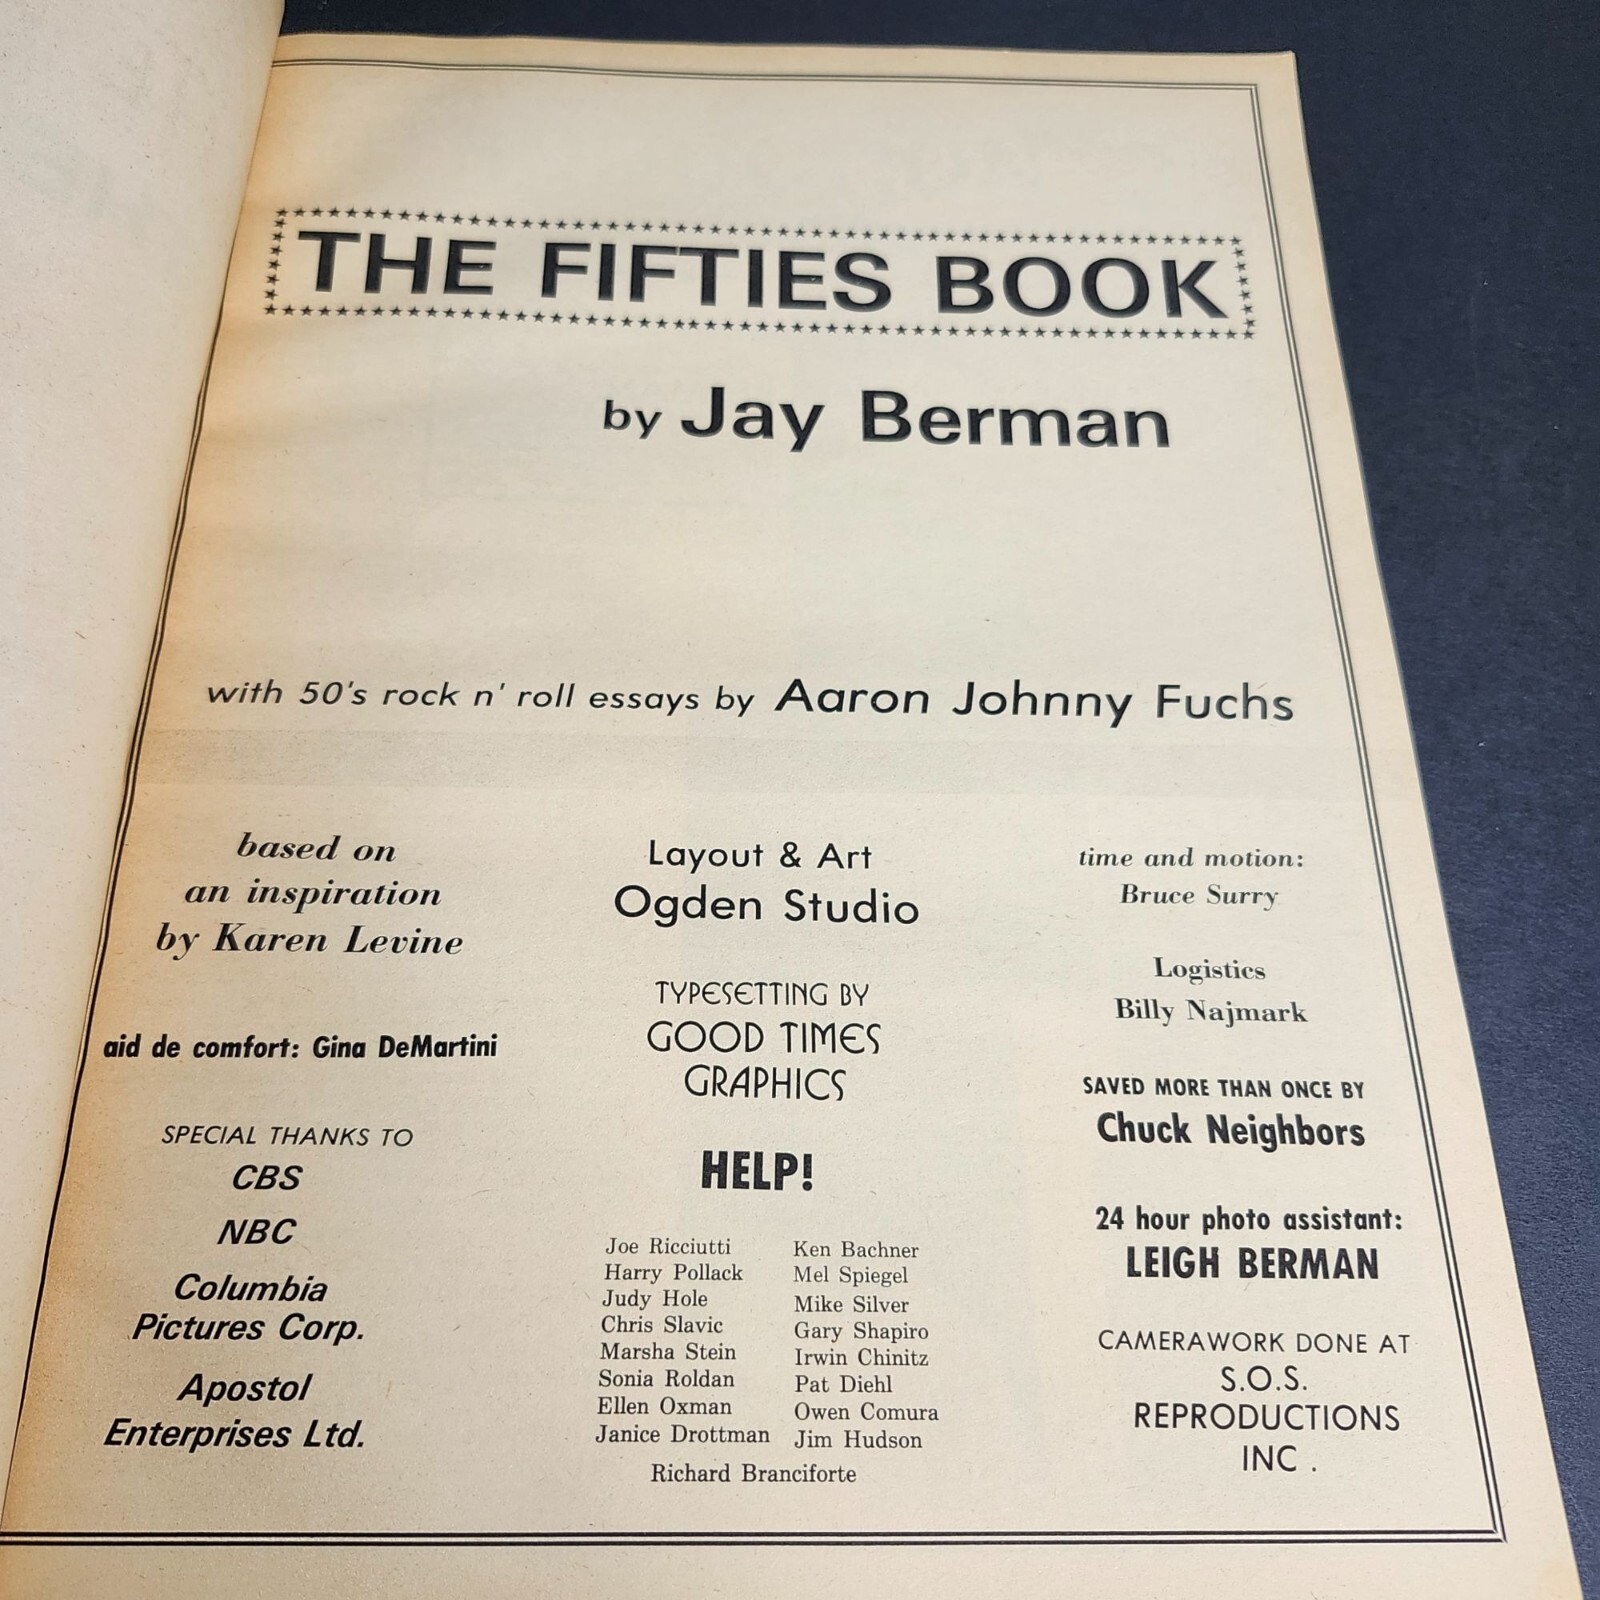 THE FIFTIES BOOK
by Jay Berman
with 50's rock n' roll essays by Aaron Johnny Fuchs
based on
an inspiration
by Karen Levine
aid de comfort: Gina DeMartini
SPECIAL THANKS TO
CBS
NBC
Columbia
Pictures Corp.
Apostol
Enterprises Ltd.
Layout & Art
Ogden Studio
TYPESETTING BY
GOOD TIMES
GRAPHICS
HELP!
Joe Ricciutti
Harry Pollack
Judy Hole
Chris Slavic
Marsha Stein
Sonia Roldan
Ellen Oxman
Janice Drottman
Ken Bachner
Mel Spiegel
Mike Silver
Gary Shapiro
Irwin Chinitz
Pat Diehl
Owen Comura
Jim Hudson
Richard Branciforte
time and motion:
Bruce Surry
Logistics
Billy Najmark
SAVED MORE THAN ONCE BY
Chuck Neighbors
24 hour photo assistant:
LEIGH BERMAN
CAMERAWORK DONE AT
S.O.S.
REPRODUCTIONS
INC .